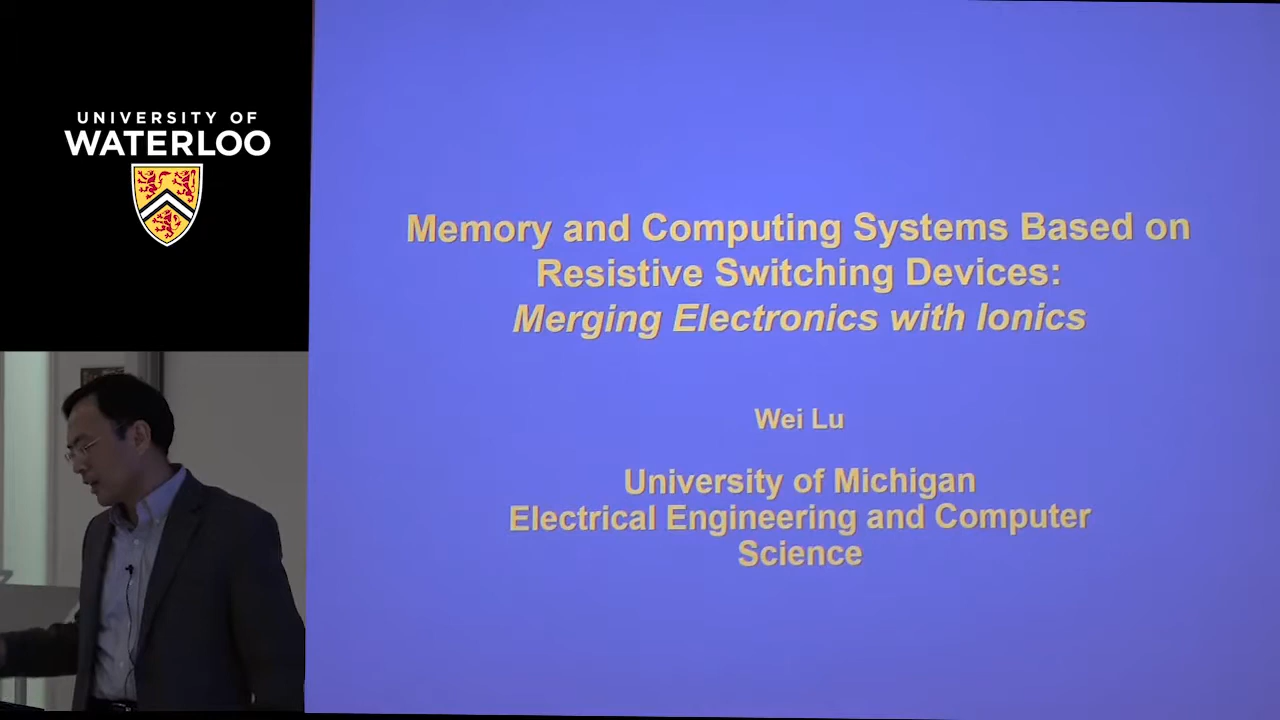 UNIVERSITY OF
WATERLOO
Memory and Computing Systems Based on
Resistive Switching Devices:
Merging Electronics with Ionics
Wei Lu
University of Michigan
Electrical Engineering and Computer
Science